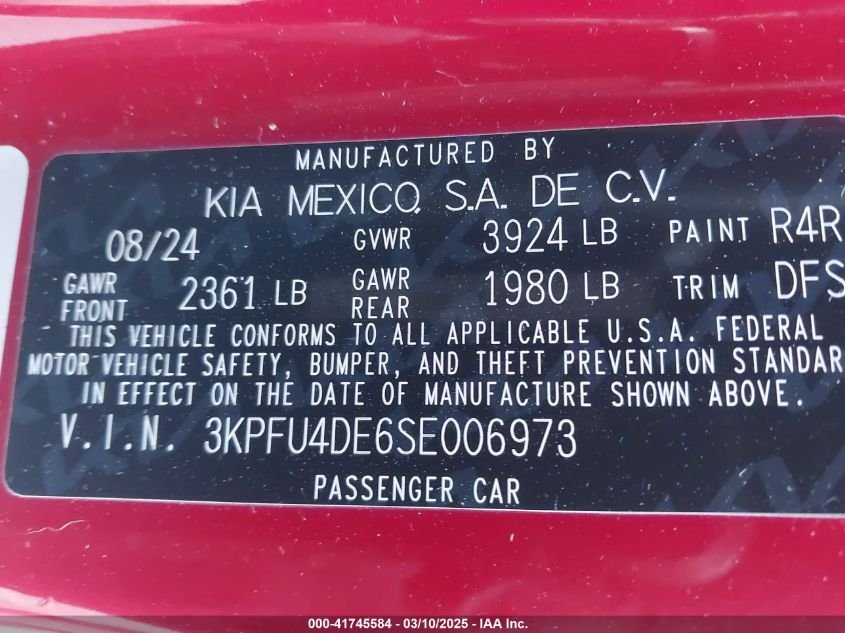 MANUFACTURED BY
KIA MEXICO, S.A. DE C.V.
08/24 GVWR 3924 LB PAINT R4R
GAWR FRONT 2361 LB GAWR REAR 1980 LB TRIM DFS
THIS VEHICLE CONFORMS TO ALL APPLICABLE U.S.A. FEDERAL
MOTOR VEHICLE SAFETY, BUMPER, AND THEFT PREVENTION STANDAR
IN EFFECT ON THE DATE OF MANUFACTURE SHOWN ABOVE.
V.I.N. 3KPFU4DE6SE006973
PASSENGER CAR
000-41745584 - 03/10/2025 - IAA Inc.